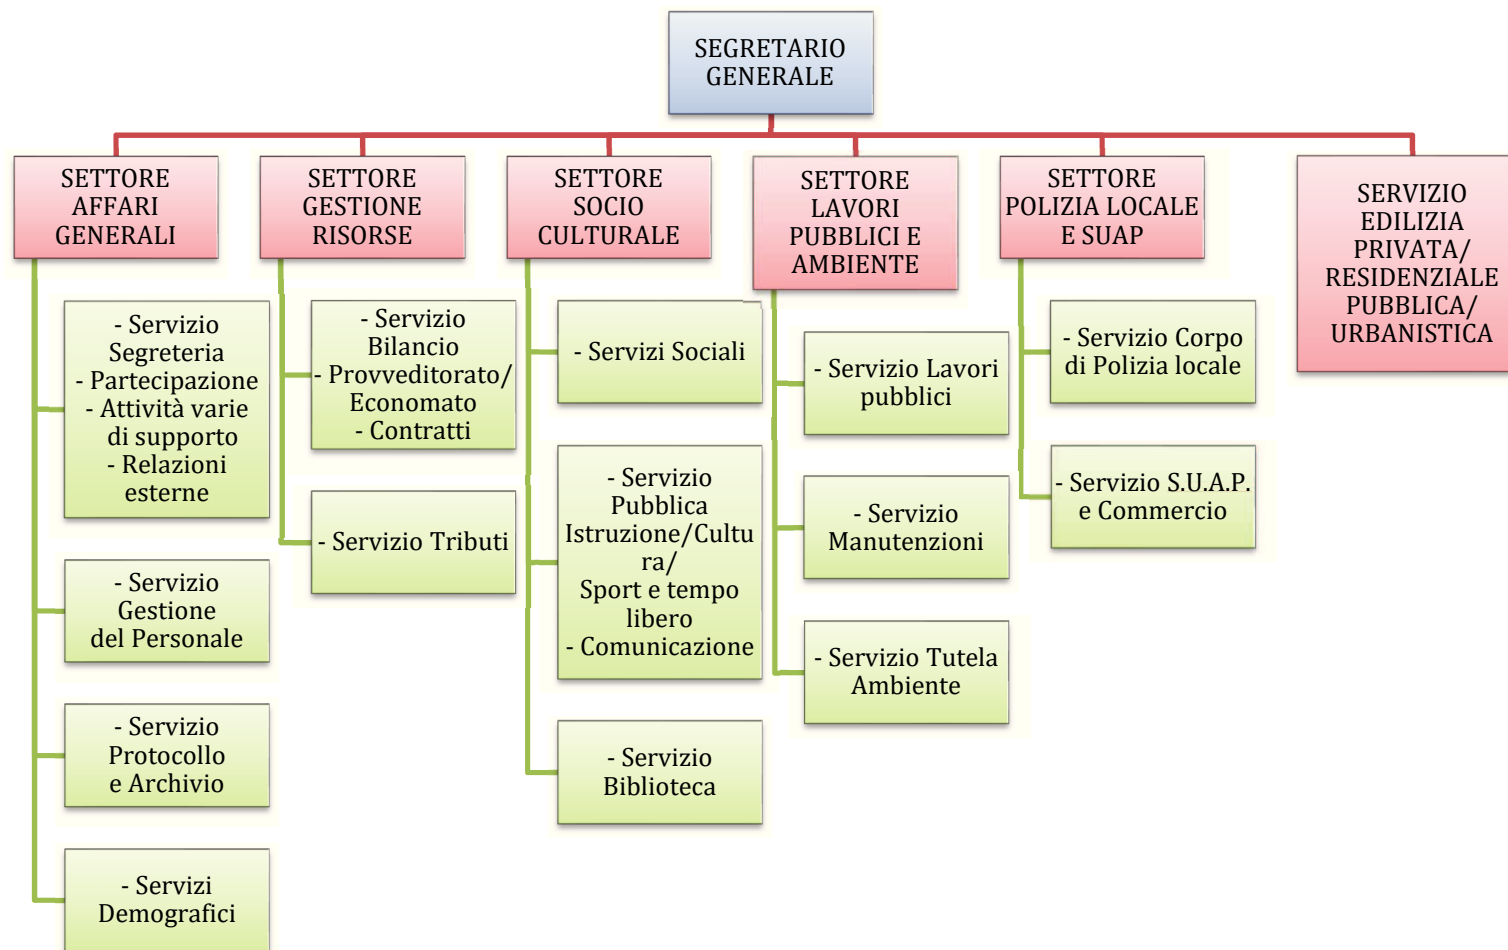 SEGRETARIO
GENERALE
SETTORE
AFFARI
GENERALI
- Servizio
Segreteria
- Partecipazione
- Attività varie
di supporto
- Relazioni
esterne
- Servizio
Gestione
del Personale
- Servizio
Protocollo
e Archivio
- Servizi
Demografici
SETTORE
GESTIONE
RISORSE
- Servizio
Bilancio
- Provveditorato/
Economato
- Contratti
- Servizio Tributi
SETTORE
SOCIO
CULTURALE
- Servizi Sociali
- Servizio
Pubblica
Istruzione/Cultu
ra/
Sport e tempo
libero
- Comunicazione
- Servizio
Biblioteca
SETTORE
LAVORI
PUBBLICI E
AMBIENTE
- Servizio Lavori
pubblici
- Servizio
Manutenzioni
- Servizio Tutela
Ambiente
SETTORE
POLIZIA LOCALE
E SUAP
- Servizio Corpo
di Polizia locale
- Servizio S.U.A.P.
e Commercio
SERVIZIO
EDILIZIA
PRIVATA/
RESIDENZIALE
PUBBLICA/
URBANISTICA